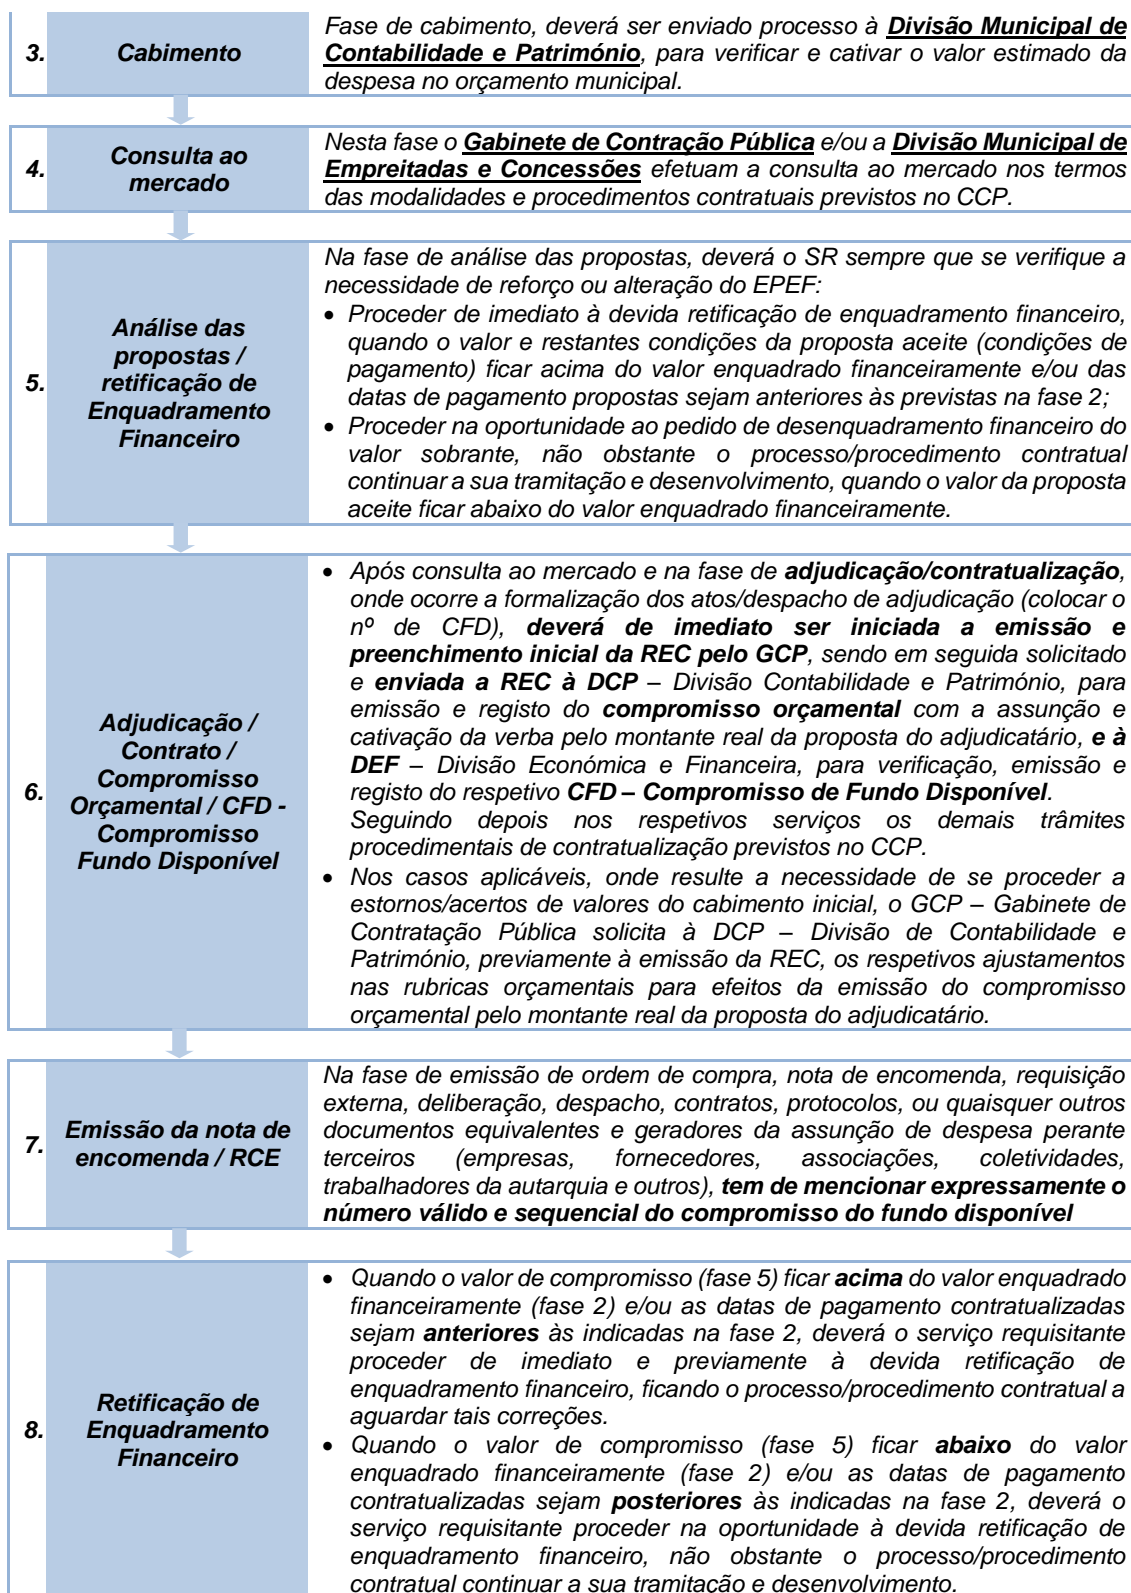 3.
Cabimento
Fase de cabimento, deverá ser enviado processo à Divisão Municipal de
Contabilidade e Património, para verificar e cativar o valor estimado da
despesa no orçamento municipal.
4.
Consulta ao
mercado
Nesta fase o Gabinete de Contração Pública e/ou a Divisão Municipal de
Empreitadas e Concessões efetuam a consulta ao mercado nos termos
das modalidades e procedimentos contratuais previstos no CCP.
5.
Análise das
propostas /
retificação de
Enquadramento
Financeiro
Na fase de análise das propostas, deverá o SR sempre que se verifique a
necessidade de reforço ou alteração do EPEF:
• Proceder de imediato à devida retificação de enquadramento financeiro,
quando o valor e restantes condições da proposta aceite (condições de
pagamento) ficar acima do valor enquadrado financeiramente e/ou das
datas de pagamento propostas sejam anteriores às previstas na fase 2;
• Proceder na oportunidade ao pedido de desenquadramento financeiro do
valor sobrante, não obstante o processo/procedimento contratual
continuar a sua tramitação e desenvolvimento, quando o valor da proposta
aceite ficar abaixo do valor enquadrado financeiramente.
6.
Adjudicação /
Contrato /
Compromisso
Orçamental / CFD -
Compromisso
Fundo Disponível
• Após consulta ao mercado e na fase de adjudicação/contratualização,
onde ocorre a formalização dos atos/despacho de adjudicação (colocar o
nº de CFD), deverá de imediato ser iniciada a emissão e
preenchimento inicial da REC pelo GCP, sendo em seguida solicitado
e enviada a REC à DCP – Divisão Contabilidade e Património, para
emissão e registo do compromisso orçamental com a assunção e
cativação da verba pelo montante real da proposta do adjudicatário, e à
DEF – Divisão Económica e Financeira, para verificação, emissão e
registo do respetivo CFD – Compromisso de Fundo Disponível.
Seguindo depois nos respetivos serviços os demais trâmites
procedimentais de contratualização previstos no CCP.
• Nos casos aplicáveis, onde resulte a necessidade de se proceder a
estornos/acertos de valores do cabimento inicial, o GCP – Gabinete de
Contratação Pública solicita à DCP – Divisão de Contabilidade e
Património, previamente à emissão da REC, os respetivos ajustamentos
nas rubricas orçamentais para efeitos da emissão do compromisso
orçamental pelo montante real da proposta do adjudicatário.
7.
Emissão da nota de
encomenda / RCE
Na fase de emissão de ordem de compra, nota de encomenda, requisição
externa, deliberação, despacho, contratos, protocolos, ou quaisquer outros
documentos equivalentes e geradores da assunção de despesa perante
terceiros (empresas, fornecedores, associações, coletividades,
trabalhadores da autarquia e outros), tem de mencionar expressamente o
número válido e sequencial do compromisso do fundo disponível
8.
Retificação de
Enquadramento
Financeiro
• Quando o valor de compromisso (fase 5) ficar acima do valor enquadrado
financeiramente (fase 2) e/ou as datas de pagamento contratualizadas
sejam anteriores às indicadas na fase 2, deverá o serviço requisitante
proceder de imediato e previamente à devida retificação de
enquadramento financeiro, ficando o processo/procedimento contratual a
aguardar tais correções.
• Quando o valor de compromisso (fase 5) ficar abaixo do valor
enquadrado financeiramente (fase 2) e/ou as datas de pagamento
contratualizadas sejam posteriores às indicadas na fase 2, deverá o
serviço requisitante proceder na oportunidade à devida retificação de
enquadramento financeiro, não obstante o processo/procedimento
contratual continuar a sua tramitação e desenvolvimento.